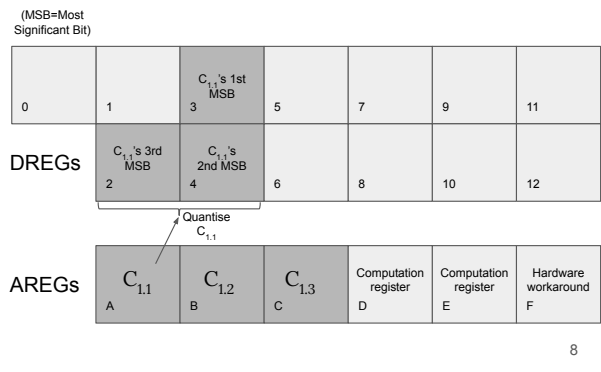 (MSB=Most
Significant Bit)
C1.1's 1st
MSB
0
1
3
5
7
9
11
DREGs
C1.1's 3rd
MSB
C1.1's
2nd MSB
2
4
6
8
10
12
Quantise
C1.1
AREGs
C1.1
C1.2
C1.3
Computation
register
Computation
register
Hardware
workaround
A
B
C
D
E
F
8